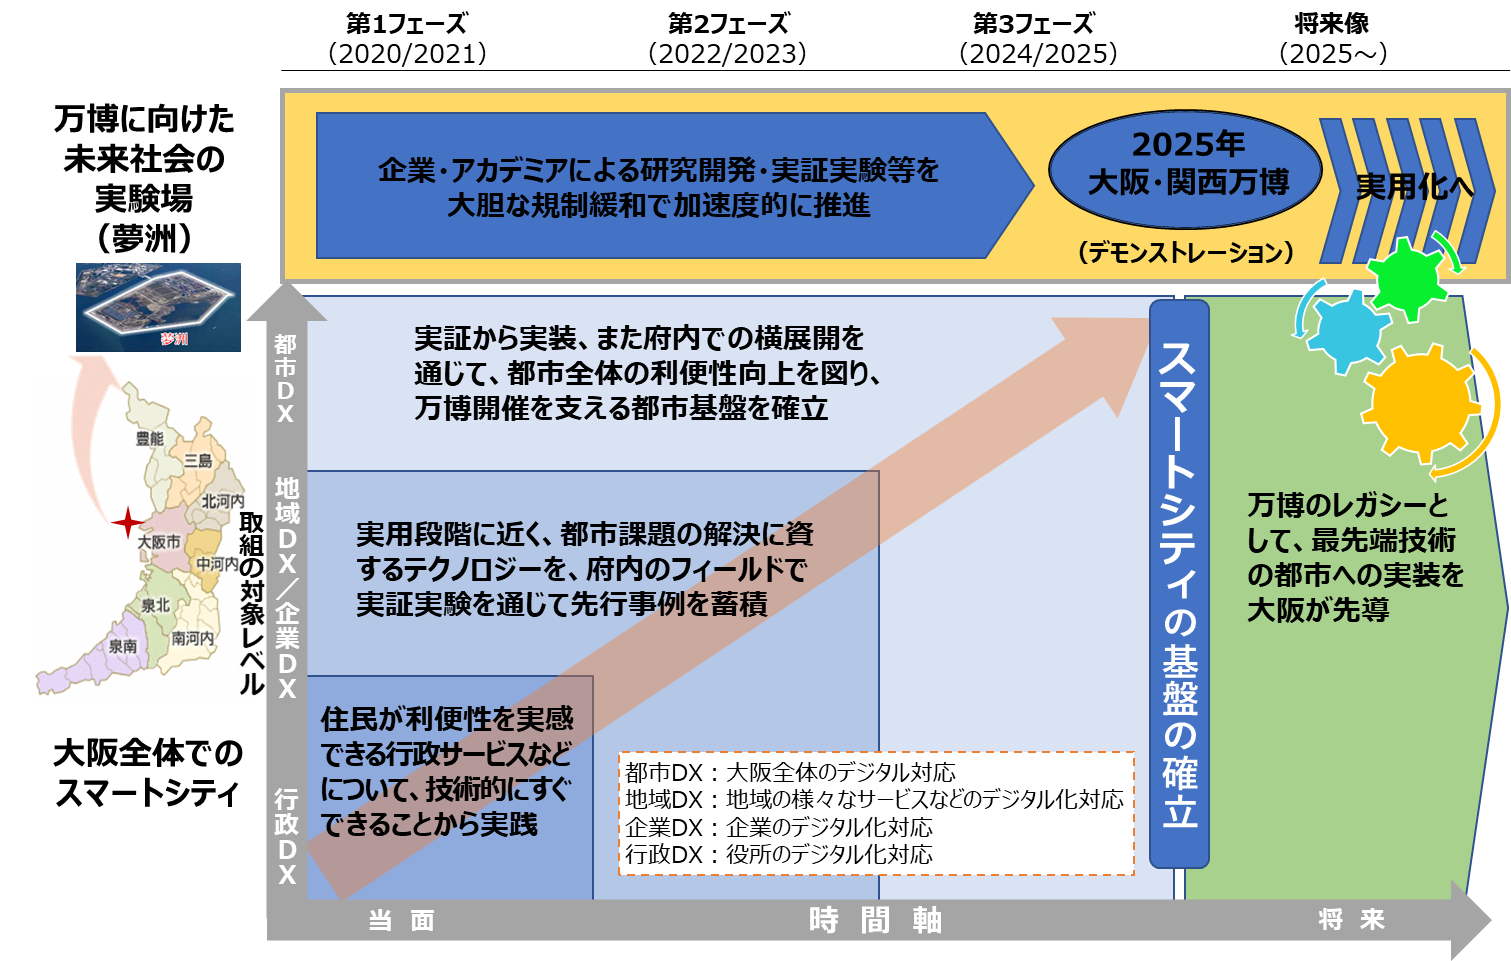 第1フェーズ
（2020/2021）
第2フェーズ
（2022/2023）
第3フェーズ
（2024/2025）
将来像
（2025～）
万博に向けた
未来社会の
実験場
（夢洲）
夢洲
企業・アカデミアによる研究開発・実証実験等を
大胆な規制緩和で加速度的に推進
2025年
大阪・関西万博
（デモンストレーション）
実用化へ
豊能
三島
北河内
大阪市
中河内
泉北
南河内
泉南
大阪全体での
スマートシティ
取組の対象レベル
都市DX
地域DX／企業DX
行政DX
実証から実装、また府内での横展開を
通じて、都市全体の利便性向上を図り、
万博開催を支える都市基盤を確立
実用段階に近く、都市課題の解決に資
するテクノロジーを、府内のフィールドで
実証実験を通じて先行事例を蓄積
住民が利便性を実感
できる行政サービスなど
について、技術的にすぐ
できることから実践
都市DX：大阪全体のデジタル対応
地域DX：地域の様々なサービスなどのデジタル化対応
企業DX：企業のデジタル化対応
行政DX：役所のデジタル化対応
スマートシティの基盤の確立
万博のレガシーと
して、最先端技術
の都市への実装を
大阪が先導
当面
時間軸
将来